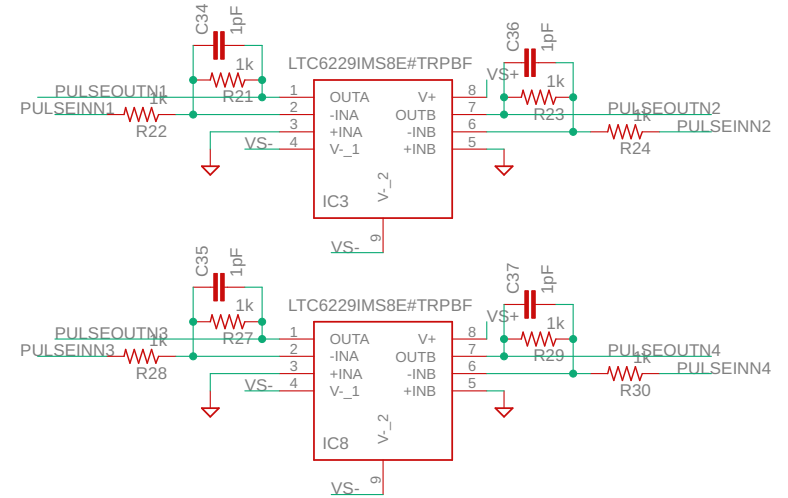 C34
1pF
1k
R21
PULSEOUTN1
PULSEINN1
1k
R22
LTC6229IMS8E#TRPBF
1 OUTA
2 -INA
3 +INA
4 V-_1
V+ 8
OUTB 7
-INB 6
+INB 5
V-_2
9
IC3
VS-
VS-
VS+
C36
1pF
1k
R23
PULSEOUTN2
PULSEINN2
1k
R24
C35
1pF
1k
R27
PULSEOUTN3
PULSEINN3
1k
R28
LTC6229IMS8E#TRPBF
1 OUTA
2 -INA
3 +INA
4 V-_1
V+ 8
OUTB 7
-INB 6
+INB 5
V-_2
9
IC8
VS-
VS-
VS+
C37
1pF
1k
R29
PULSEOUTN4
PULSEINN4
1k
R30